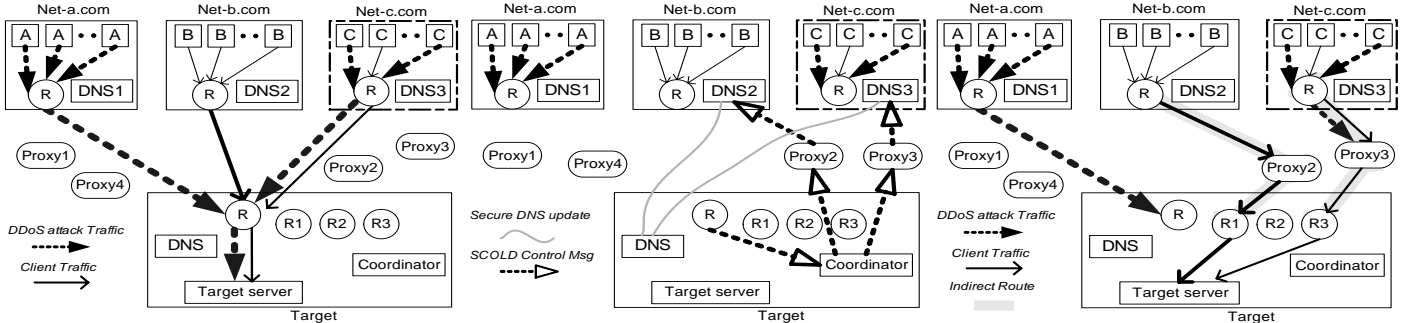 Net-a.com Net-b.com Net-c.com
A A A B B B C C C
R DNS1 R DNS2 R DNS3
Proxy3
Proxy1
Proxy2
Proxy4
R R1 R2 R3
DDoS attack Traffic
DNS
Client Traffic
Coordinator
Target server
Target
Net-a.com Net-b.com Net-c.com
A A A B B B C C C
R DNS1 R DNS2 R DNS3
Proxy1
Proxy4
Proxy2 Proxy3
Secure DNS update
R R1 R2 R3
DNS
SCOLD Control Msg
Coordinator
Target server
Target
Net-a.com Net-b.com Net-c.com
A A A B B B C C C
R DNS1 R DNS2 R DNS3
Proxy1
Proxy3
Proxy2
Proxy4
R R1 R2 R3
DDoS attack Traffic
DNS
Client Traffic
Coordinator
Indirect Route
Target server
Target